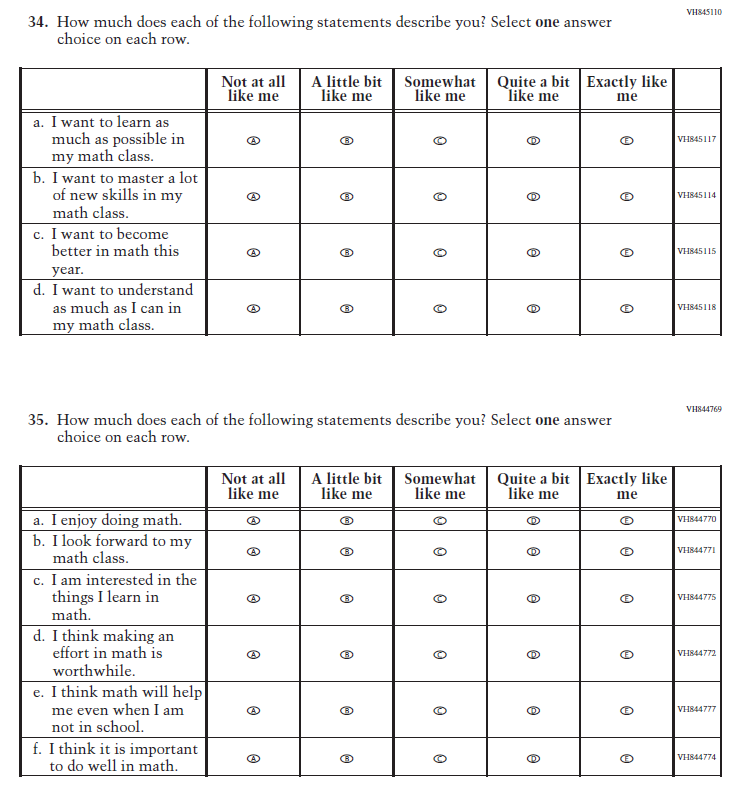 VH845110
34. How much does each of the following statements describe you? Select one answer
choice on each row.
Not at all like me A little bit like me Somewhat like me Quite a bit like me Exactly like me
a. I want to learn as
much as possible in
my math class.
A B C D E VH845117
b. I want to master a lot
of new skills in my
math class.
A B C D E VH845114
c. I want to become
better in math this
year.
A B C D E VH845115
d. I want to understand
as much as I can in
my math class.
A B C D E VH845118
VH844769
35. How much does each of the following statements describe you? Select one answer
choice on each row.
Not at all like me A little bit like me Somewhat like me Quite a bit like me Exactly like me
a. I enjoy doing math.
A B C D E VH844770
b. I look forward to my
math class.
A B C D E VH844771
c. I am interested in the
things I learn in
math.
A B C D E VH844775
d. I think making an
effort in math is
worthwhile.
A B C D E VH844772
e. I think math will help
me even when I am
not in school.
A B C D E VH844777
f. I think it is important
to do well in math.
A B C D E VH844774